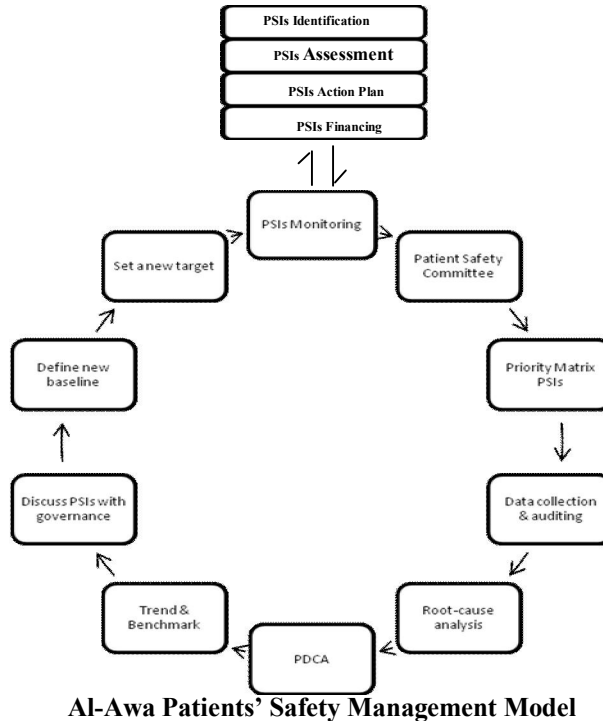 PSIs Identification
PSIs Assessment
PSIs Action Plan
PSIs Financing
PSIs Monitoring
Patient Safety
Committee
Priority Matrix
PSIs
Data collection
& auditing
Root-cause
analysis
PDCA
Trend &
Benchmark
Discuss PSIs with
governance
Define new
baseline
Set a new target
Al-Awa Patients’ Safety Management Model